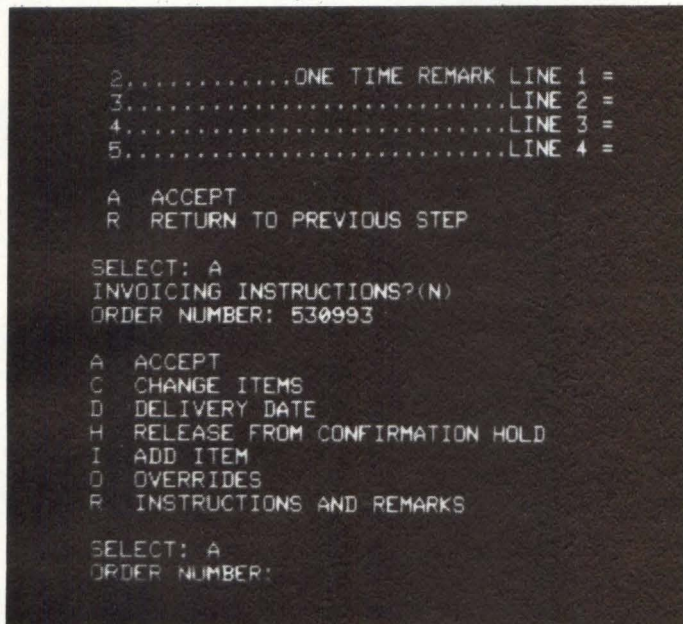 2.............ONE TIME REMARK LINE 1 =
3.............................LINE 2 =
4.............................LINE 3 =
5.............................LINE 4 =
A ACCEPT
R RETURN TO PREVIOUS STEP
SELECT: A
INVOICING INSTRUCTIONS?(N)
ORDER NUMBER: 530993
A ACCEPT
C CHANGE ITEMS
D DELIVERY DATE
H RELEASE FROM CONFIRMATION HOLD
I ADD ITEM
O OVERRIDES
R INSTRUCTIONS AND REMARKS
SELECT: A
ORDER NUMBER: